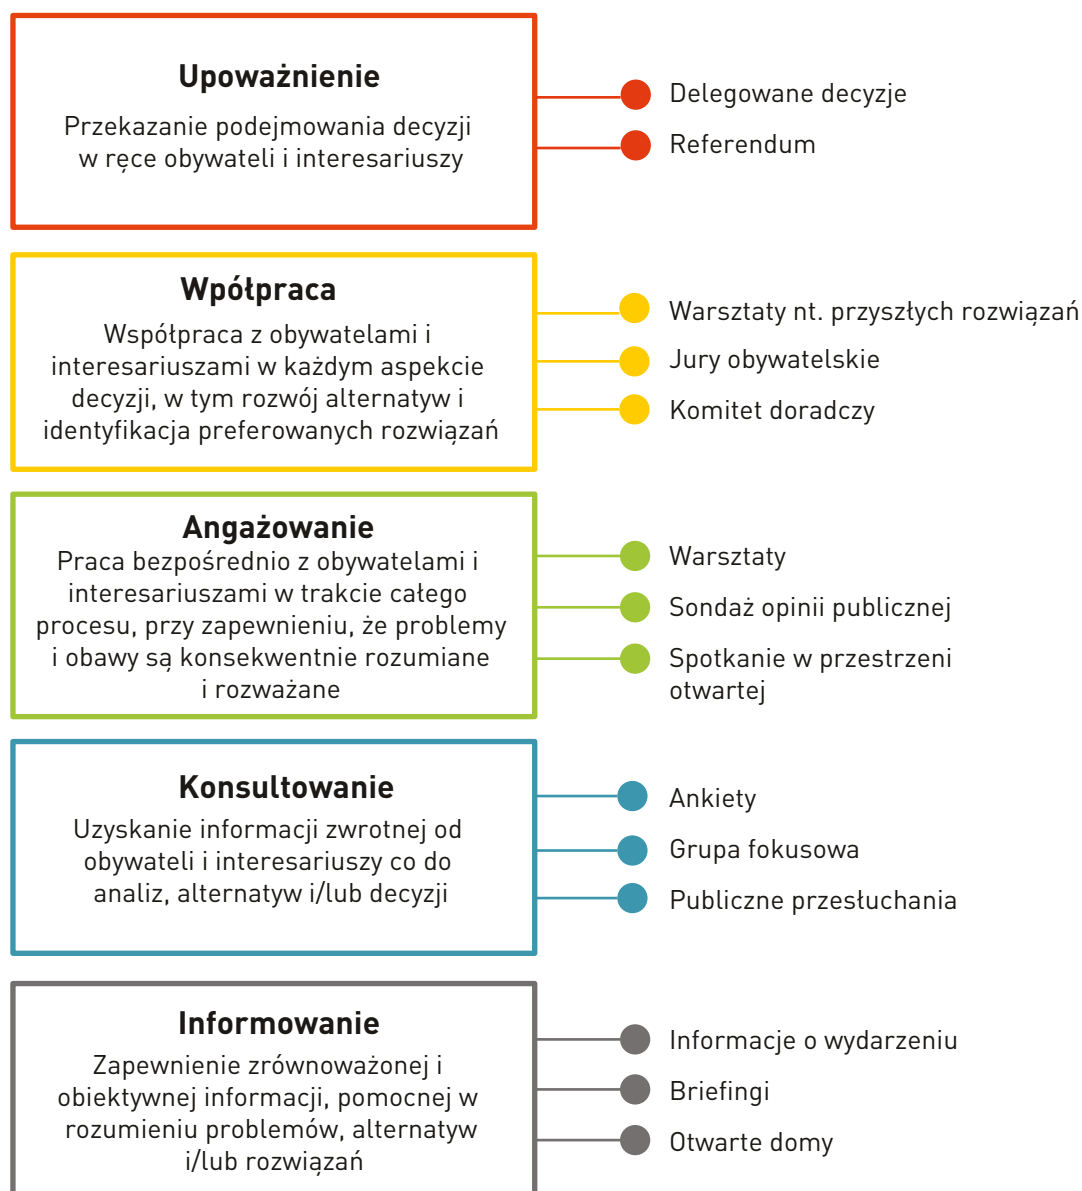 Upoważnienie
Przekazanie podejmowania decyzji
w ręce obywateli i interesariuszy
Delegowane decyzje
Referendum
Wpółpraca
Współpraca z obywatelami i
interesariuszami w każdym aspekcie
decyzji, w tym rozwój alternatyw i
identyfikacja preferowanych rozwiązań
Warsztaty nt. przyszłych rozwiązań
Jury obywatelskie
Komitet doradczy
Angażowanie
Praca bezpośrednio z obywatelami i
interesariuszami w trakcie całego
procesu, przy zapewnieniu, że problemy
i obawy są konsekwentnie rozumiane
i rozważane
Warsztaty
Sondaż opinii publicznej
Spotkanie w przestrzeni
otwartej
Konsultowanie
Uzyskanie informacji zwrotnej od
obywateli i interesariuszy co do
analiz, alternatyw i/lub decyzji
Ankiety
Grupa fokusowa
Publiczne przesłuchania
Informowanie
Zapewnienie zrównoważonej i
obiektywnej informacji, pomocnej w
rozumieniu problemów, alternatyw
i/lub rozwiązań
Informacje o wydarzeniu
Briefingi
Otwarte domy